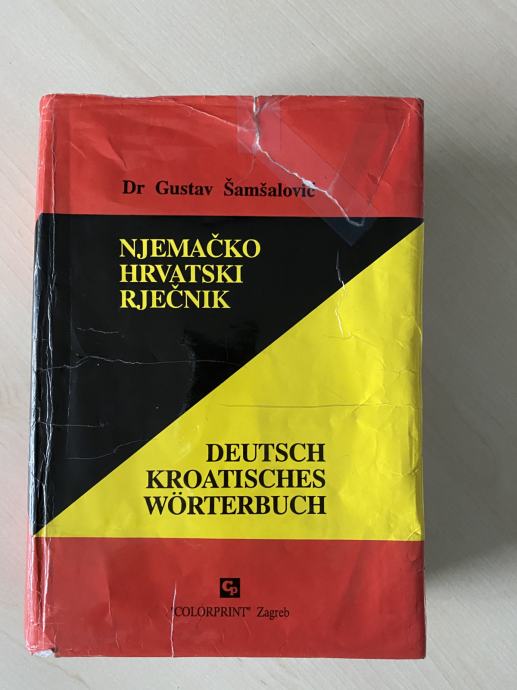 Dr Gustav Šamšalović
NJEMAČKO
HRVATSKI
RJEČNIK
DEUTSCH
KROATISCHES
WÖRTERBUCH
Cp
"COLORPRINT" Zagreb